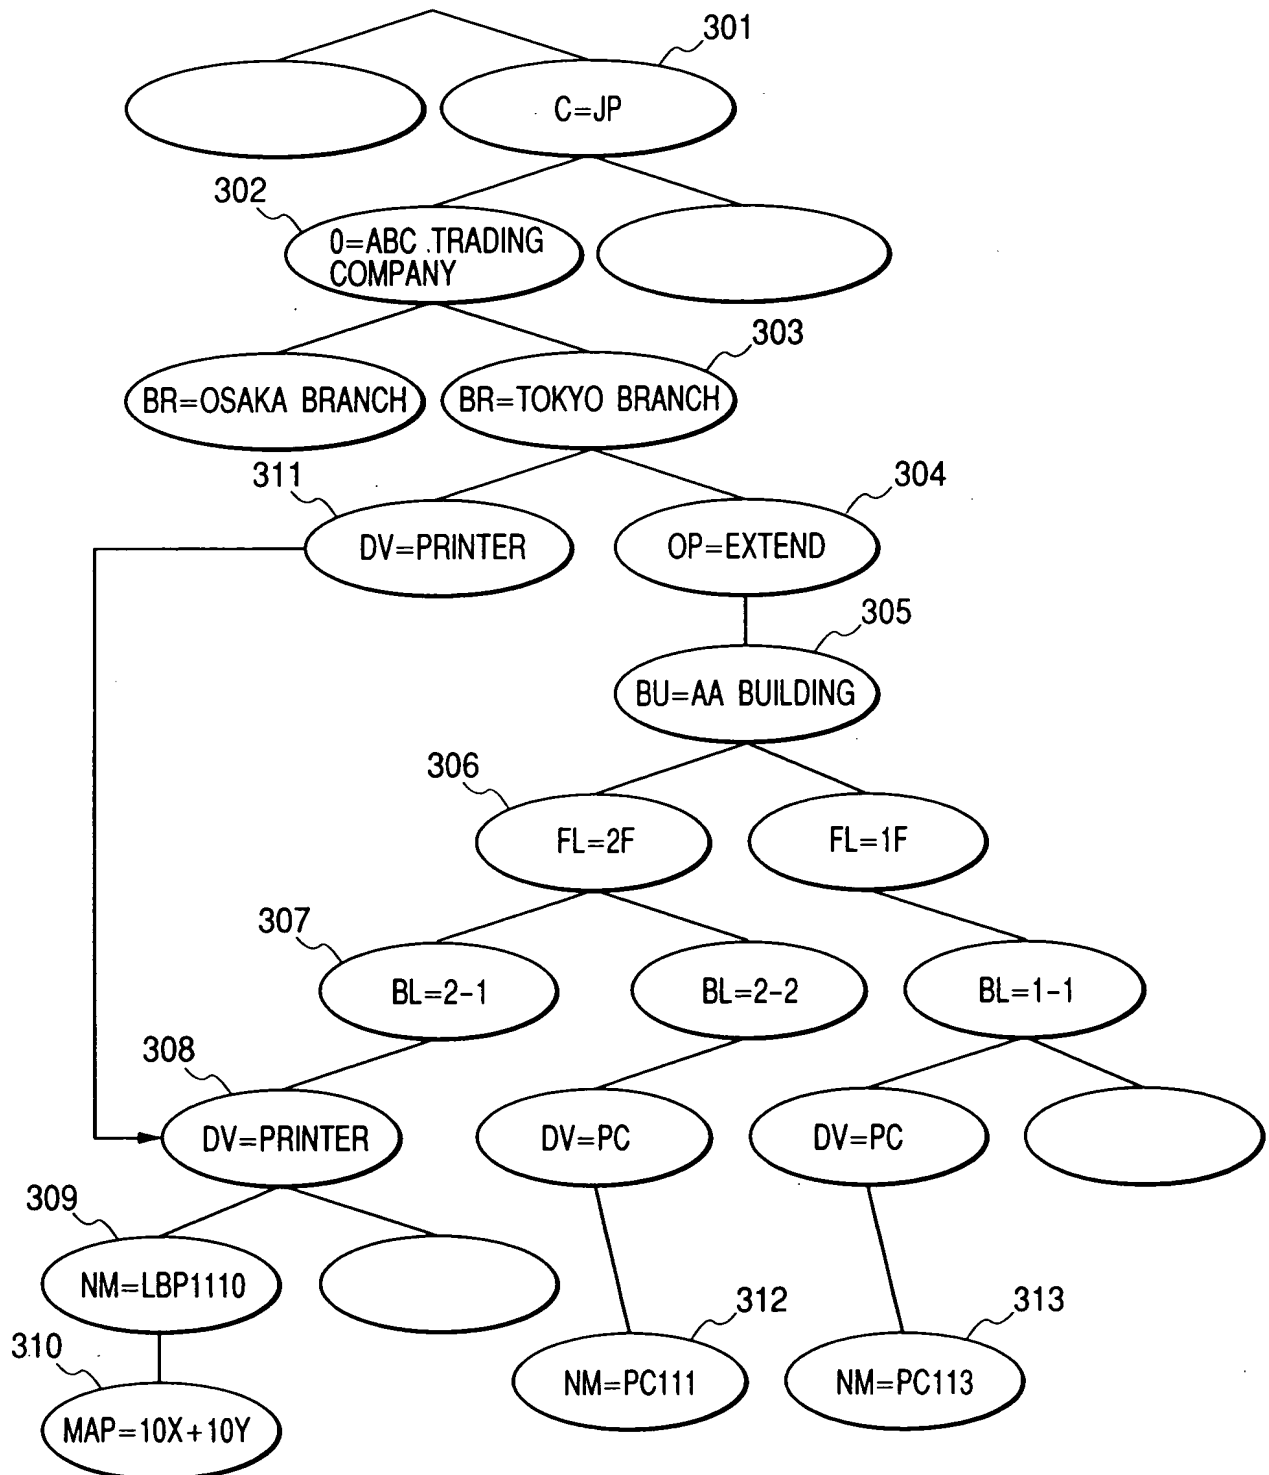 301
C=JP
302
0=ABC .TRADING
COMPANY
303
BR=OSAKA BRANCH
BR=TOKYO BRANCH
311
304
DV=PRINTER
OP=EXTEND
305
BU=AA BUILDING
306
FL=2F
FL=1F
307
BL=2-1
BL=2-2
BL=1-1
308
DV=PRINTER
DV=PC
DV=PC
309
NM=LBP1110
312
313
310
NM=PC111
NM=PC113
MAP=10X+10Y